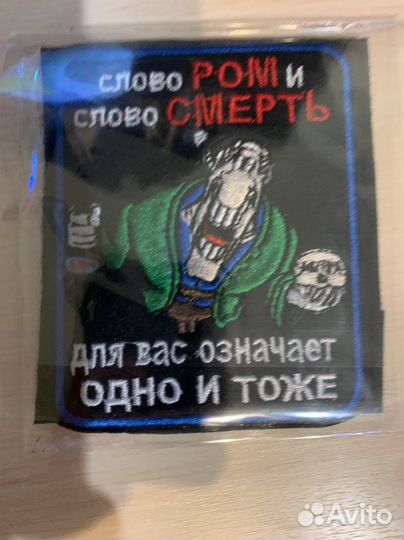 слово РОМ и
слово СМЕРТЬ
для вас означает
ОДНО И ТОЖЕ
Avito